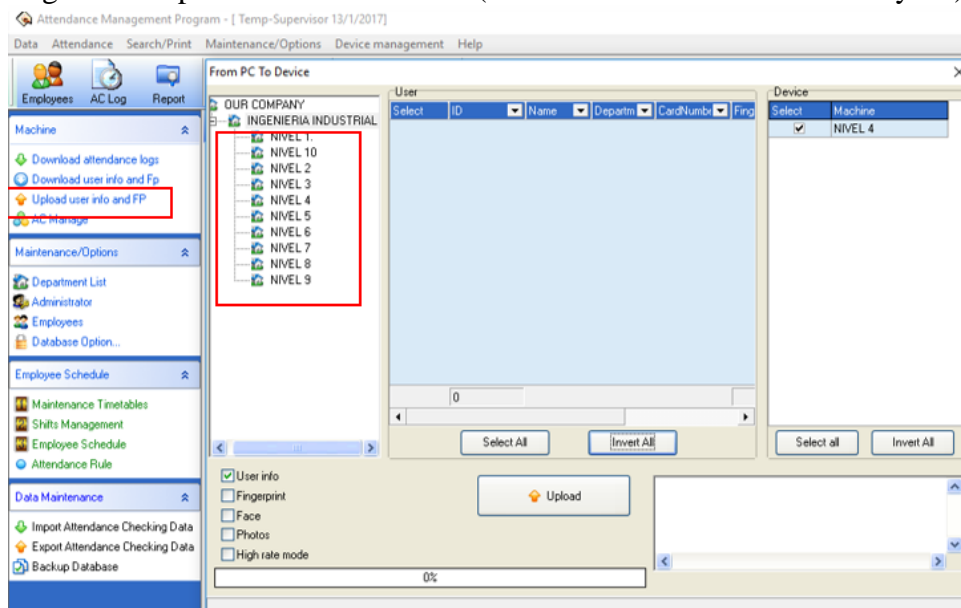 Attendance Management Program - [ Temp-Supervisor 13/1/2017]
Data Attendance Search/Print Maintenance/Options Device management Help
Employees AC Log Report
Machine
Download attendance logs
Download user info and Fp
Upload user info and FP
AC Manage
Maintenance/Options
Department List
Administrator
Employees
Database Option...
Employee Schedule
Maintenance Timetables
Shifts Management
Employee Schedule
Attendance Rule
Data Maintenance
Import Attendance Checking Data
Export Attendance Checking Data
Backup Database
From PC To Device
OUR COMPANY
INGENIERIA INDUSTRIAL
NIVEL 1.
NIVEL 10
NIVEL 2
NIVEL 3
NIVEL 4
NIVEL 5
NIVEL 6
NIVEL 7
NIVEL 8
NIVEL 9
User
Select ID Name Departm CardNumbe Fing
0
Select All Invert All
Device
Select Machine
NIVEL 4
Select all Invert All
User info
Fingerprint
Face
Photos
High rate mode
Upload
0%